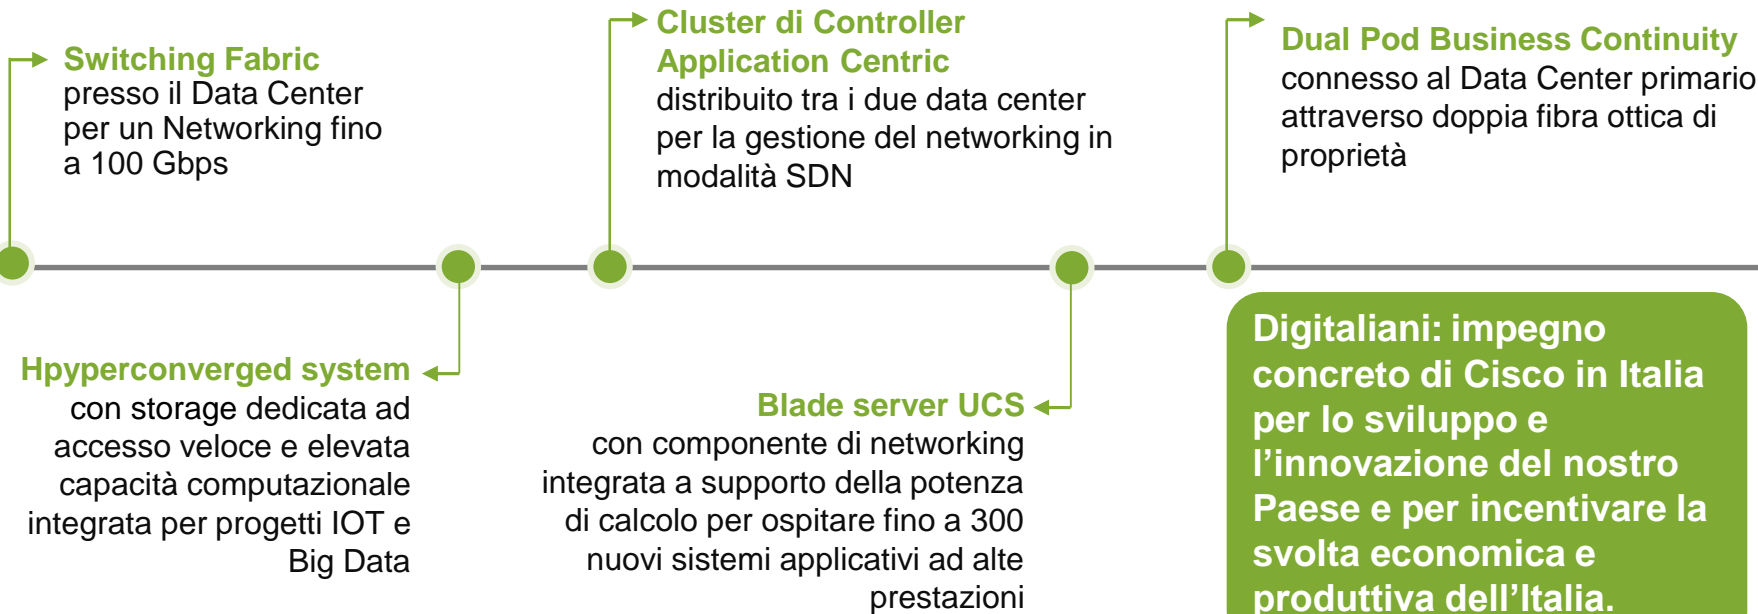 Switching Fabric
presso il Data Center
per un Networking fino
a 100 Gbps
Cluster di Controller
Application Centric
distribuito tra i due data center
per la gestione del networking in
modalità SDN
Dual Pod Business Continuity
connesso al Data Center primario
attraverso doppia fibra ottica di
proprietà
Hpyperconverged system
con storage dedicata ad
accesso veloce e elevata
capacità computazionale
integrata per progetti IOT e
Big Data
Blade server UCS
con componente di networking
integrata a supporto della potenza
di calcolo per ospitare fino a 300
nuovi sistemi applicativi ad alte
prestazioni
Digitaliani: impegno
concreto di Cisco in Italia
per lo sviluppo e
l’innovazione del nostro
Paese e per incentivare la
svolta economica e
produttiva dell’Italia.